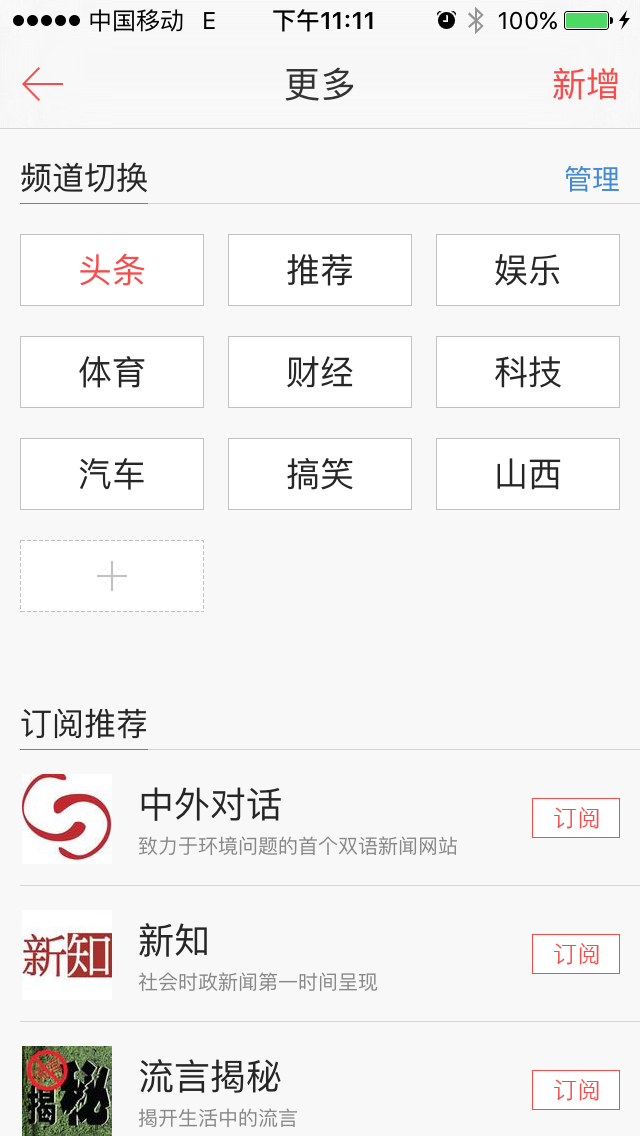 中国移动 E 下午11:11 100%
更多 新增
频道切换 管理
头条 推荐 娱乐
体育 财经 科技
汽车 搞笑 山西
订阅推荐
中外对话
致力于环境问题的首个双语新闻网站
订阅
新知
新知
社会时政新闻第一时间呈现
订阅
揭秘
流言揭秘
揭开生活中的流言
订阅